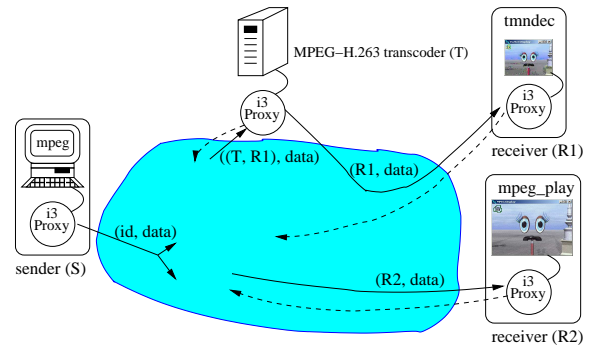 tmndec
MPEG–H.263 transcoder (T)
i3
Proxy
i3
Proxy
receiver (R1)
mpeg
((T, R1), data)
(R1, data)
mpeg_play
i3
Proxy
(id, data)
sender (S)
(R2, data)
i3
Proxy
receiver (R2)